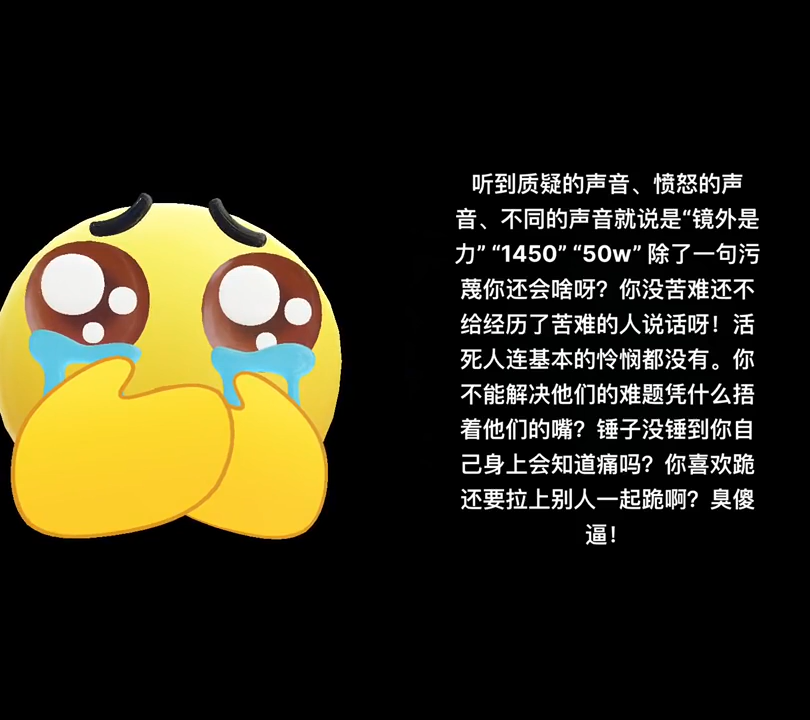 听到质疑的声音、愤怒的声
音、不同的声音就说是“镜外是
力” “1450” “50w” 除了一句污
蔑你还会啥呀？你没苦难还不
给经历了苦难的人说话呀！活
死人连基本的怜悯都没有。你
不能解决他们的难题凭什么捂
着他们的嘴？锤子没锤到你自
己身上会知道痛吗？你喜欢跪
还要拉上别人一起跪啊？臭傻
逼！